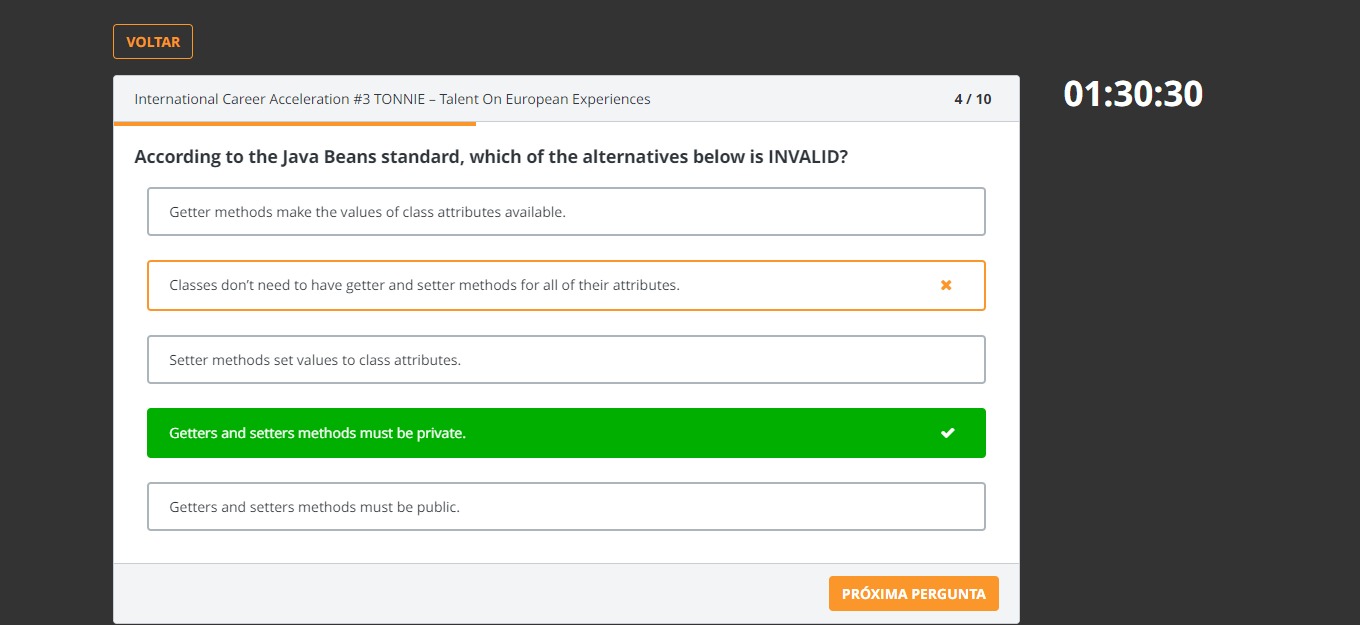 VOLTAR
International Career Acceleration #3 TONNIE – Talent On European Experiences 4 / 10
01:30:30
According to the Java Beans standard, which of the alternatives below is INVALID?
Getter methods make the values of class attributes available.
Classes don't need to have getter and setter methods for all of their attributes.
Setter methods set values to class attributes.
Getters and setters methods must be private.
Getters and setters methods must be public.
PRÓXIMA PERGUNTA